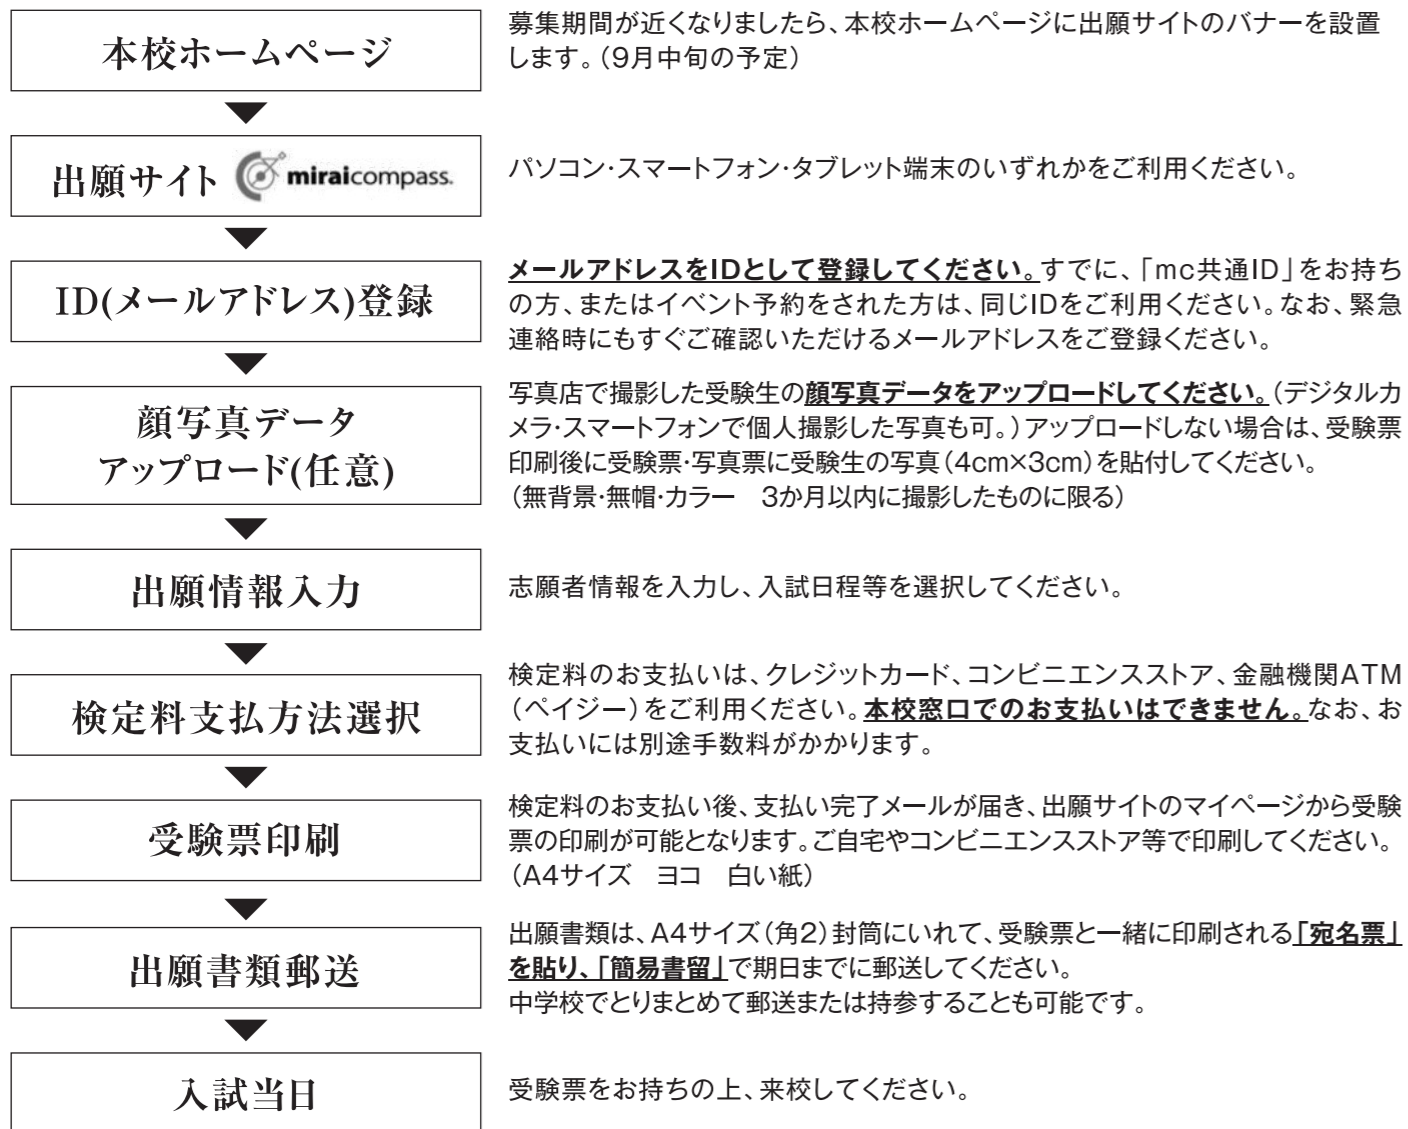 本校ホームページ
募集期間が近くなりましたら、本校ホームページに出願サイトのバナーを設置
します。（9月中旬の予定）
出願サイト miraicompass.
パソコン・スマートフォン・タブレット端末のいずれかをご利用ください。
ID(メールアドレス)登録
メールアドレスをIDとして登録してください。すでに、「mc共通ID」をお持ち
の方、またはイベント予約をされた方は、同じIDをご利用ください。なお、緊急
連絡時にもすぐご確認いただけるメールアドレスをご登録ください。
顔写真データ
アップロード(任意)
写真店で撮影した受験生の顔写真データをアップロードしてください。（デジタルカ
メラ・スマートフォンで個人撮影した写真も可。）アップロードしない場合は、受験票
印刷後に受験票・写真票に受験生の写真（4cm×3cm）を貼付してください。
（無背景・無帽・カラー　3か月以内に撮影したものに限る）
出願情報入力
志願者情報を入力し、入試日程等を選択してください。
検定料支払方法選択
検定料のお支払いは、クレジットカード、コンビニエンスストア、金融機関ATM
（ペイジー）をご利用ください。本校窓口でのお支払いはできません。なお、お
支払いには別途手数料がかかります。
受験票印刷
検定料のお支払い後、支払い完了メールが届き、出願サイトのマイページから受験
票の印刷が可能となります。ご自宅やコンビニエンスストア等で印刷してください。
（A4サイズ　ヨコ　白い紙）
出願書類郵送
出願書類は、A4サイズ（角2）封筒にいれて、受験票と一緒に印刷される「宛名票」
を貼り、「簡易書留」で期日までに郵送してください。
中学校でとりまとめて郵送または持参することも可能です。
入試当日
受験票をお持ちの上、来校してください。